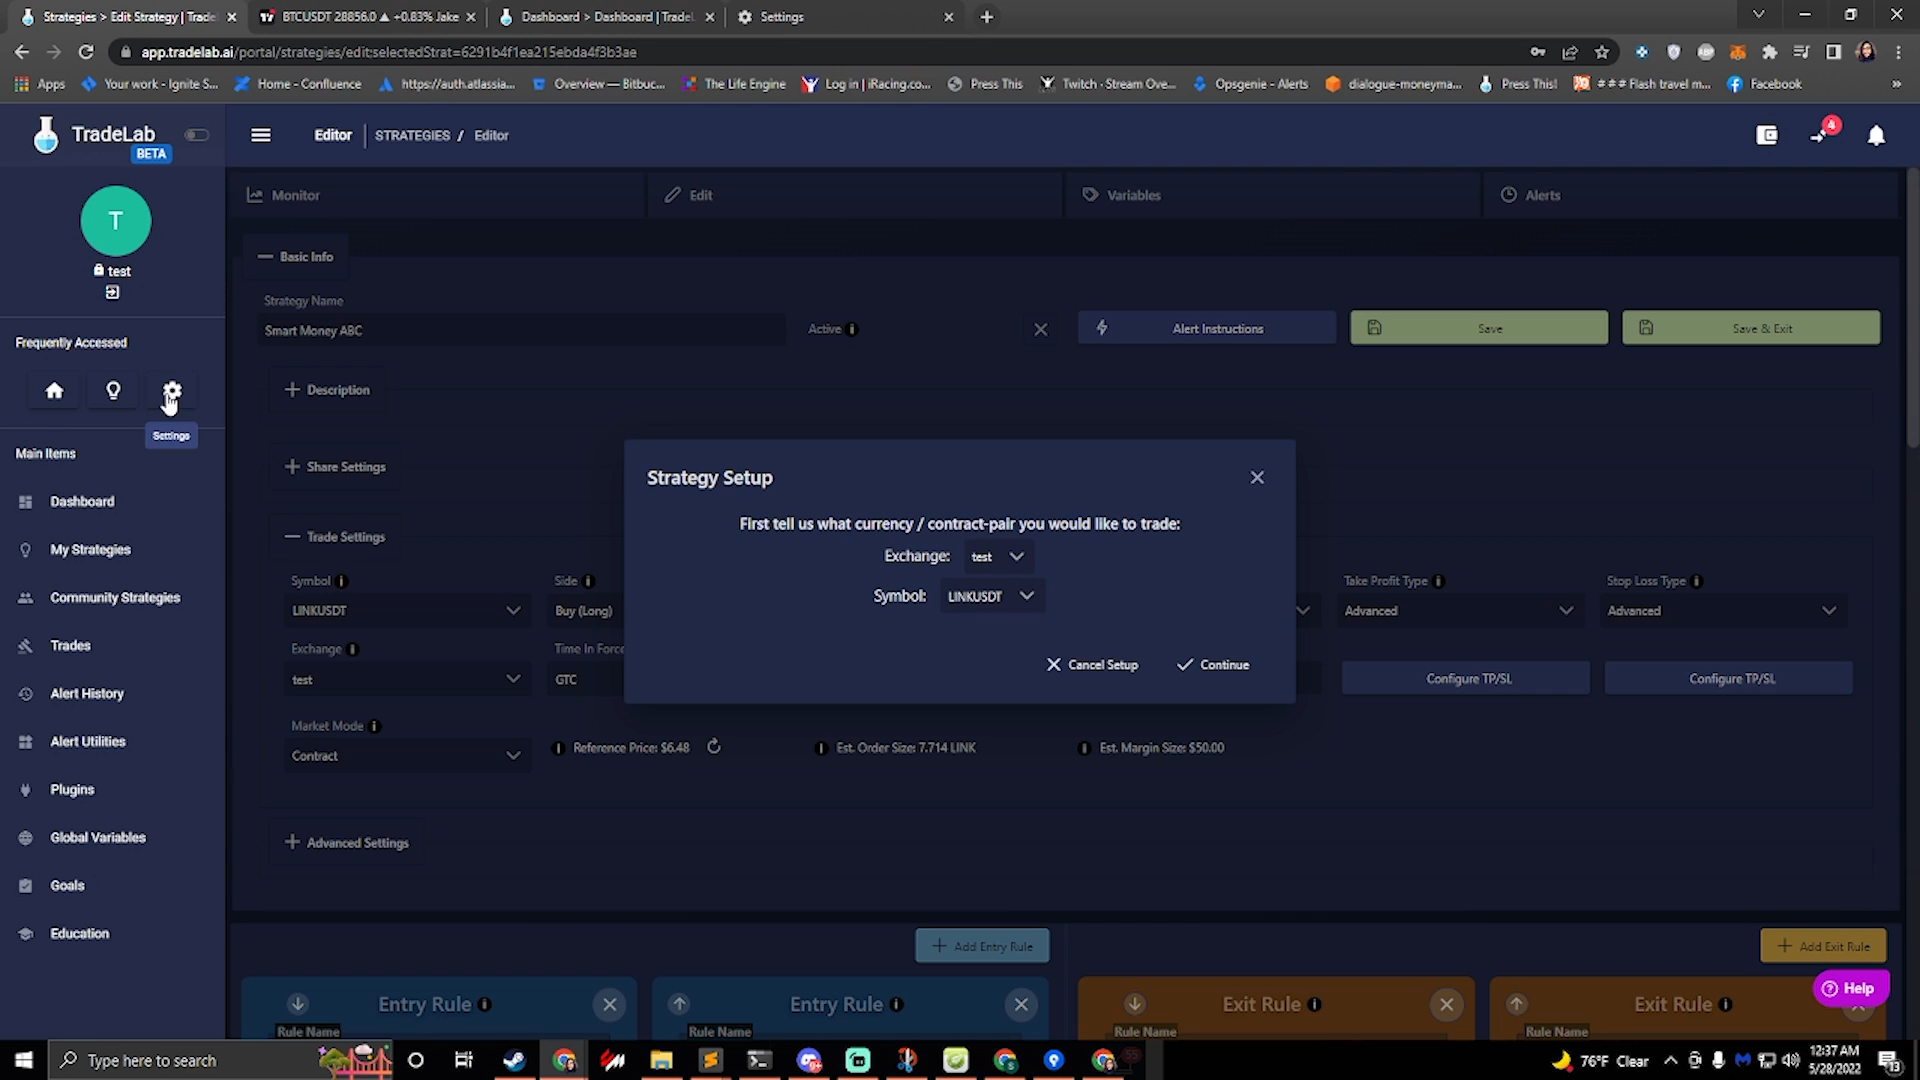 Strategies > Edit Strategy | Trade
BTCUSDT 28856.0 ▲ +0.83% Jake
Dashboard > Dashboard | TradeL
Settings
app.tradelab.ai/portal/strategies/edit;selectedStrat=6291b4f1ea215ebda4f3b3ae
Apps
Your work - Ignite S...
Home - Confluence
https://auth.atlassia...
Overview — Bitbuc...
The Life Engine
Log in | iRacing.co...
Press This
Twitch - Stream Ove...
Opsgenie - Alerts
dialogue-moneyma...
Press This!
###Flash travel m...
Facebook
»
TradeLab
BETA
Editor
STRATEGIES / Editor
4
T
test
Frequently Accessed
Settings
Main Items
Dashboard
My Strategies
Community Strategies
Trades
Alert History
Alert Utilities
Plugins
Global Variables
Goals
Education
Monitor
Edit
Variables
Alerts
Basic Info
Strategy Name
Smart Money ABC
Active
Alert Instructions
Save
Save & Exit
Description
Share Settings
Trade Settings
Symbol
LINKUSDT
Side
Buy (Long)
Take Profit Type
Advanced
Stop Loss Type
Advanced
Exchange
test
Time In Force
GTC
Configure TP/SL
Configure TP/SL
Market Mode
Contract
Reference Price: $6.48
Est. Order Size: 7.714 LINK
Est. Margin Size: $50.00
Advanced Settings
Strategy Setup
First tell us what currency / contract-pair you would like to trade:
Exchange: test
Symbol: LINKUSDT
Cancel Setup
Continue
Add Entry Rule
Add Exit Rule
Entry Rule
Rule Name
Entry Rule
Rule Name
Exit Rule
Rule Name
Exit Rule
Rule Name
Help
Type here to search
55
76°F Clear
12:37 AM
5/28/2022
13